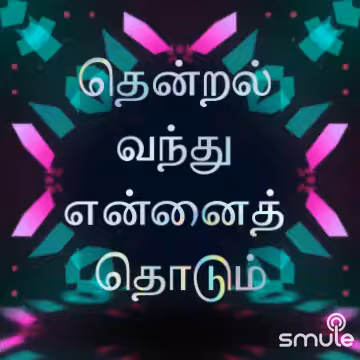 தென்றல்
வந்து
என்னைத்
தொடும்
smule